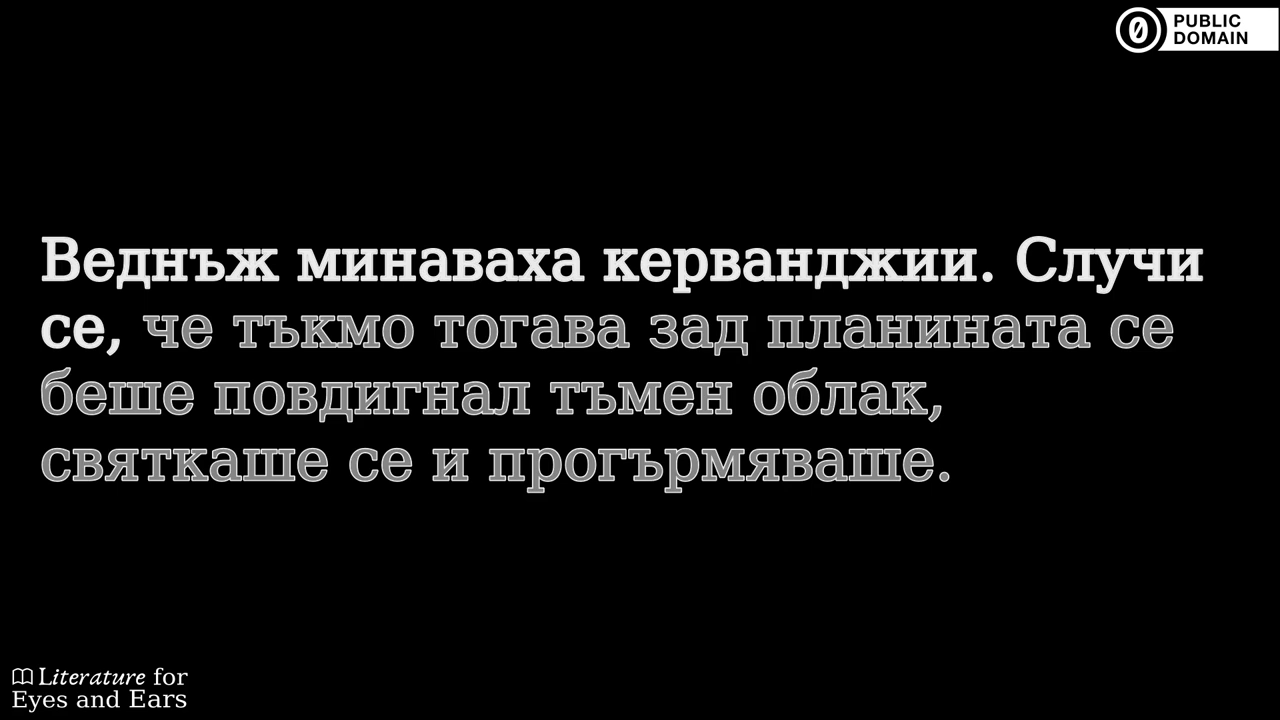 PUBLIC
DOMAIN
Веднъж минаваха керванджии. Случи
се, че тъкмо тогава зад планината се
беше повдигнал тъмен облак,
святкаше се и прогърмяваше.
Literature for
Eyes and Ears